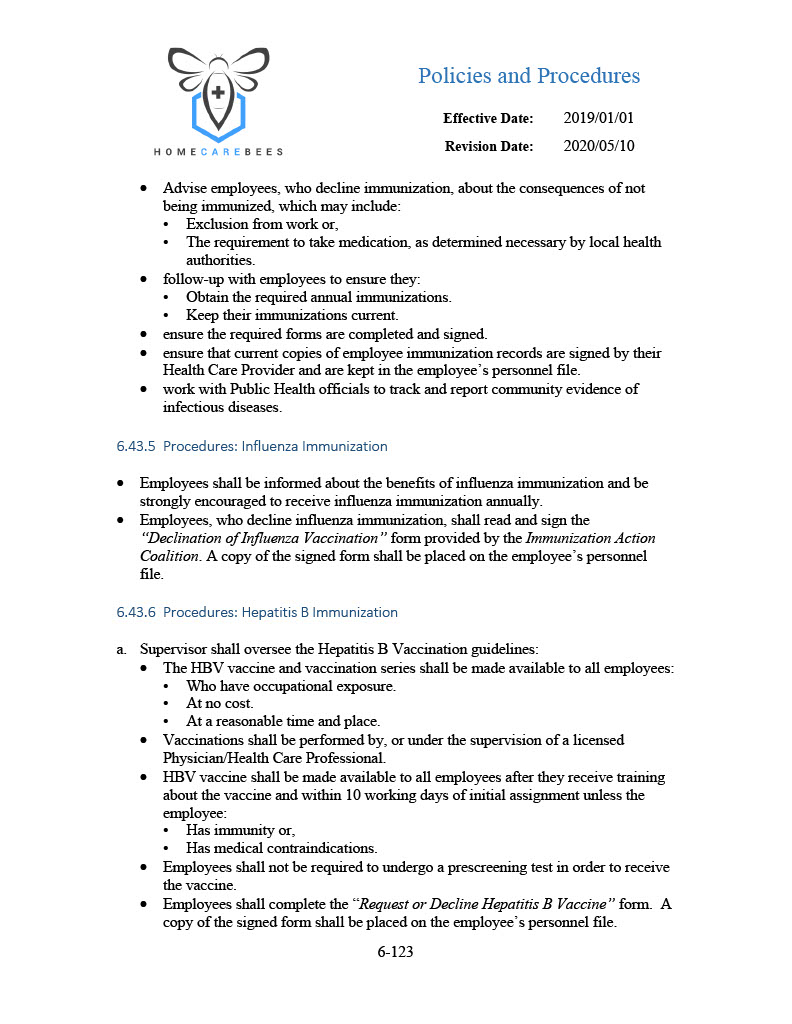 Policies and Procedures
Effective Date: 2019/01/01
Revision Date: 2020/05/10
HOMECAREBEES
• Advise employees, who decline immunization, about the consequences of not
being immunized, which may include:
• Exclusion from work or,
• The requirement to take medication, as determined necessary by local health
authorities.
• follow-up with employees to ensure they:
• Obtain the required annual immunizations.
• Keep their immunizations current.
• ensure the required forms are completed and signed.
• ensure that current copies of employee immunization records are signed by their
Health Care Provider and are kept in the employee’s personnel file.
• work with Public Health officials to track and report community evidence of
infectious diseases.
6.43.5 Procedures: Influenza Immunization
• Employees shall be informed about the benefits of influenza immunization and be
strongly encouraged to receive influenza immunization annually.
• Employees, who decline influenza immunization, shall read and sign the
“Declination of Influenza Vaccination” form provided by the Immunization Action
Coalition. A copy of the signed form shall be placed on the employee’s personnel
file.
6.43.6 Procedures: Hepatitis B Immunization
a. Supervisor shall oversee the Hepatitis B Vaccination guidelines:
• The HBV vaccine and vaccination series shall be made available to all employees:
• Who have occupational exposure.
• At no cost.
• At a reasonable time and place.
• Vaccinations shall be performed by, or under the supervision of a licensed
Physician/Health Care Professional.
• HBV vaccine shall be made available to all employees after they receive training
about the vaccine and within 10 working days of initial assignment unless the
employee:
• Has immunity or,
• Has medical contraindications.
• Employees shall not be required to undergo a prescreening test in order to receive
the vaccine.
• Employees shall complete the “Request or Decline Hepatitis B Vaccine” form. A
copy of the signed form shall be placed on the employee’s personnel file.
6-123